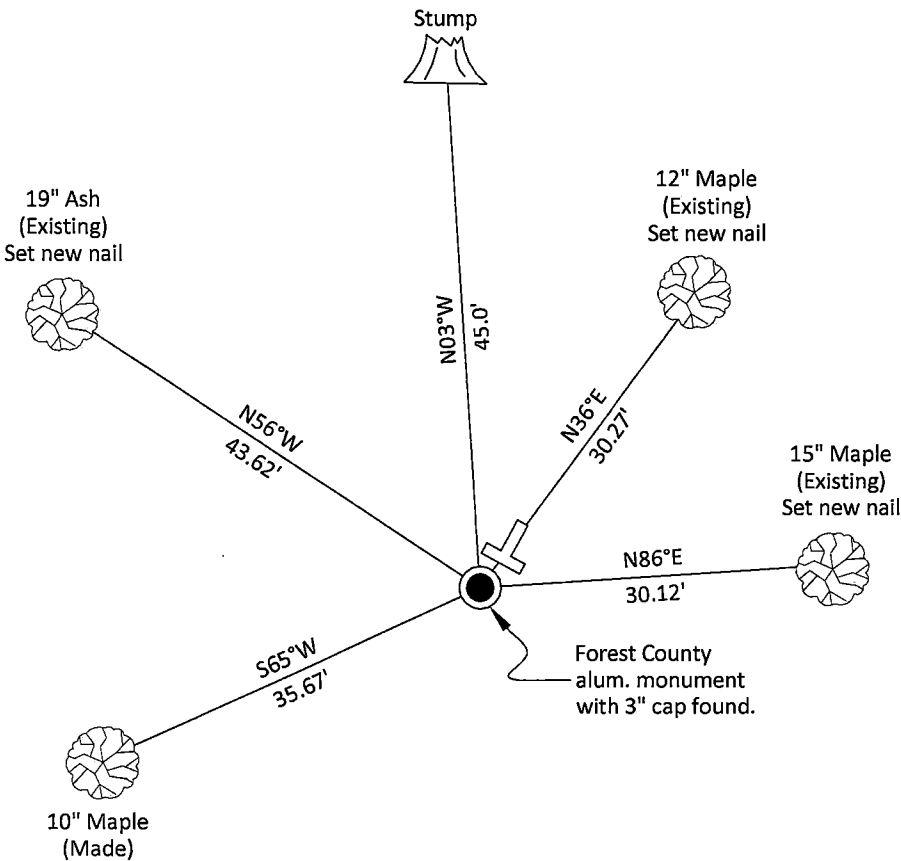 Stump
12" Maple
(Existing)
Set new nail
19" Ash
(Existing)
Set new nail
N03°W
45.0'
N36°E
30.27'
N56°W
43.62'
15" Maple
(Existing)
Set new nail
N86°E
30.12'
S65°W
35.67'
Forest County
alum. monument
with 3" cap found.
10" Maple
(Made)